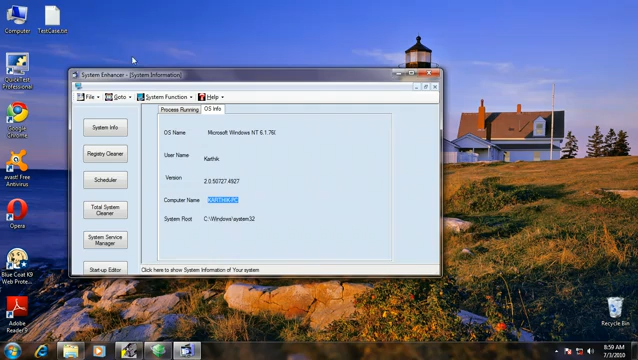 Computer
TestCase.txt
QuickTest
Professional
Google
Chrome
avast! Free
Antivirus
Opera
Blue Coat K9
Web Prote...
Adobe
Reader 9
System Enhancer - [System Information]
File
Goto
System Function
Help
System Info
Registry Cleaner
Scheduler
Total System
Cleaner
System Service
Manager
Start-up Editor
Process Running
OS Info
OS Name
Microsoft Windows NT 6.1.76
User Name
Karthik
Version
2.0.50727.4927
Computer Name
KARTHIK-PC
System Root
C:\Windows\system32
Click here to show System Information of Your system
Recycle Bin
8:59 AM
7/3/2010